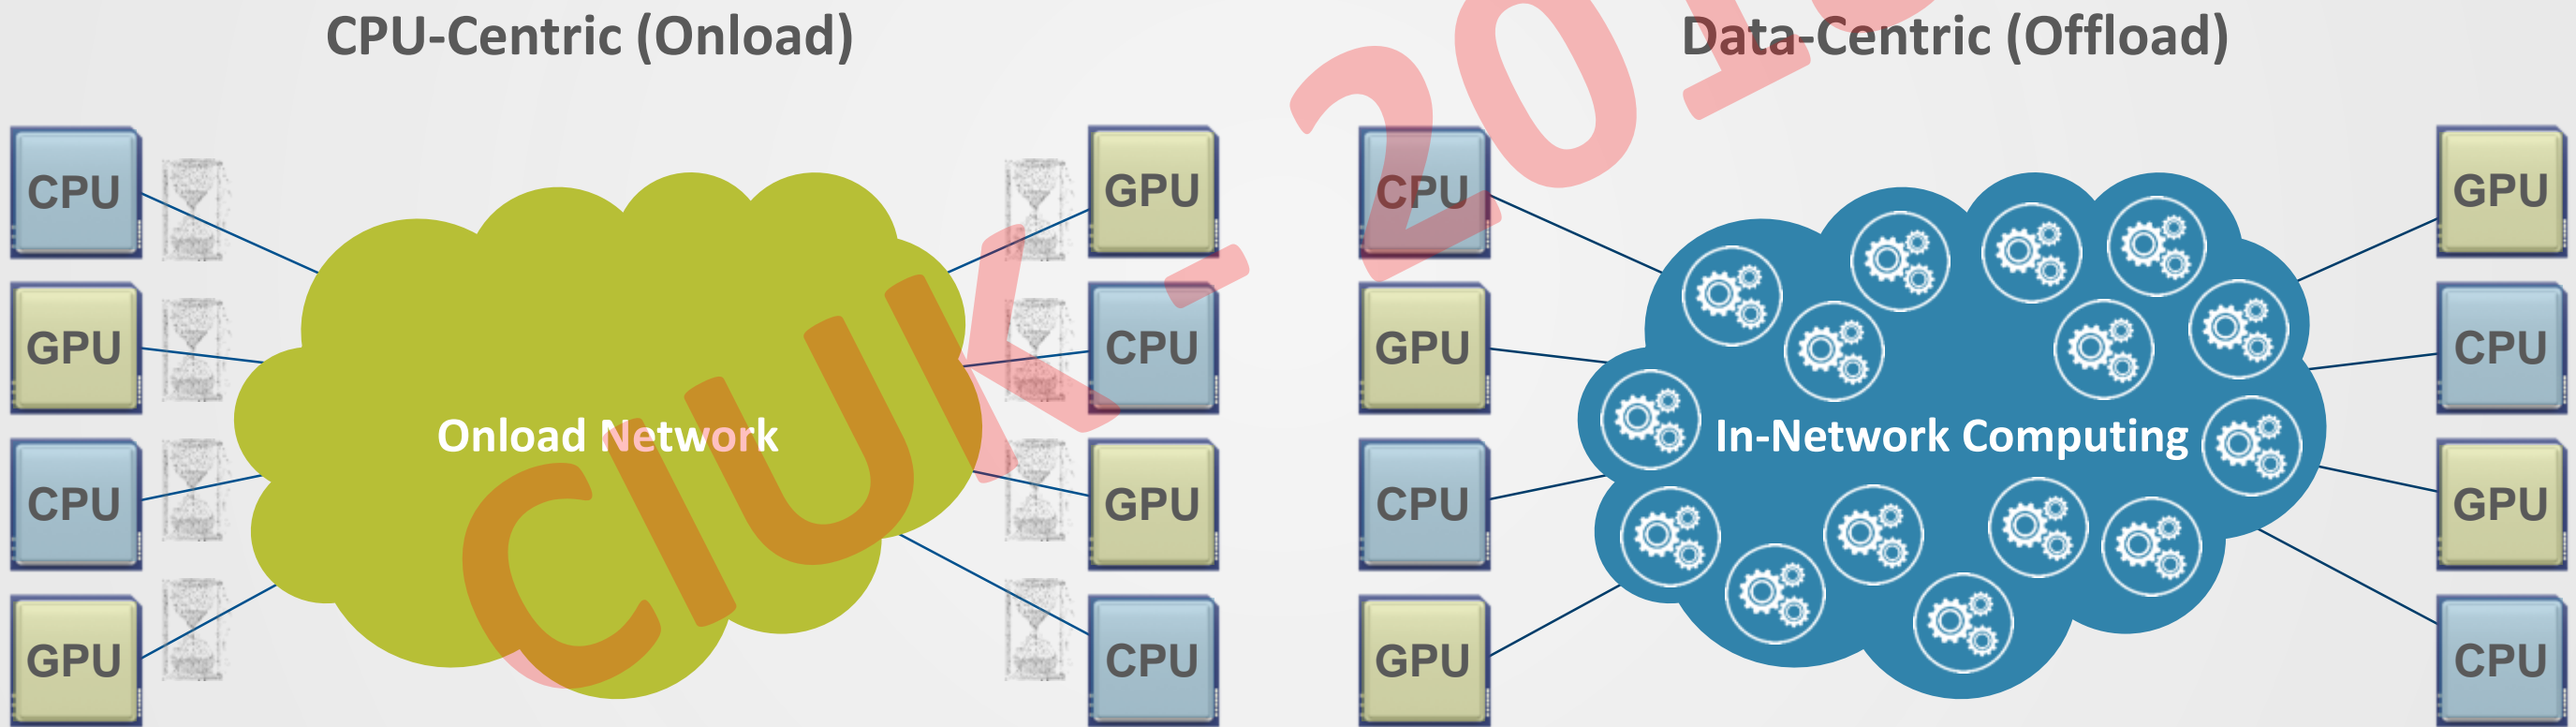 CPU-Centric (Onload)
CPU
GPU
CPU
GPU
Onload Network
GPU
CPU
GPU
CPU
Data-Centric (Offload)
CPU
GPU
CPU
GPU
In-Network Computing
GPU
CPU
GPU
CPU
CIUK -